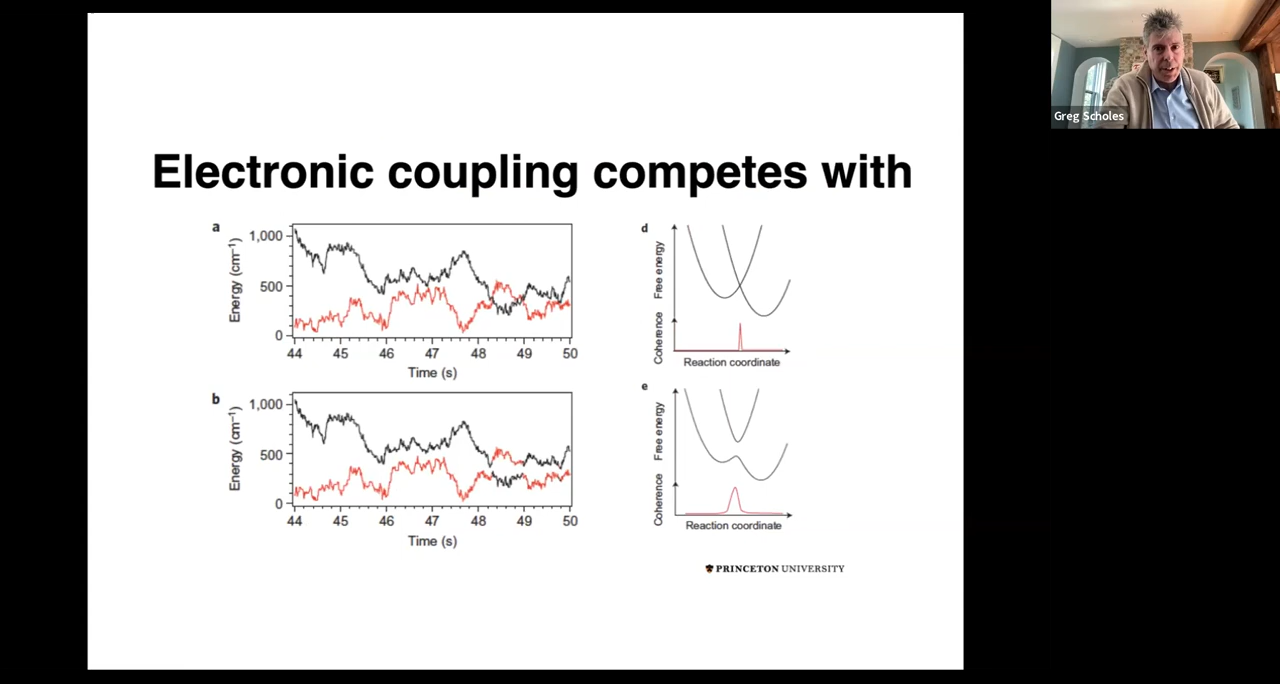 Greg Scholes
Electronic coupling competes with
a
1,000
500
0
Energy (cm⁻¹)
44 45 46 47 48 49 50
Time (s)
b
1,000
500
0
Energy (cm⁻¹)
44 45 46 47 48 49 50
Time (s)
d
Free energy
Coherence
Reaction coordinate
e
Free energy
Coherence
Reaction coordinate
PRINCETON UNIVERSITY